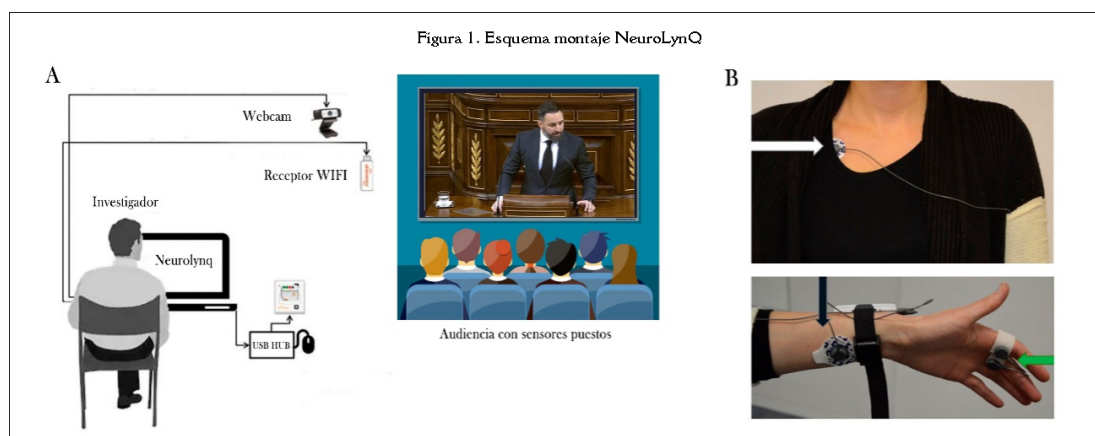 Figura 1. Esquema montaje NeuroLynQ
A
Webcam
Receptor WIFI
Investigador
Neurolynq
USB HUB
Audiencia con sensores puestos
B